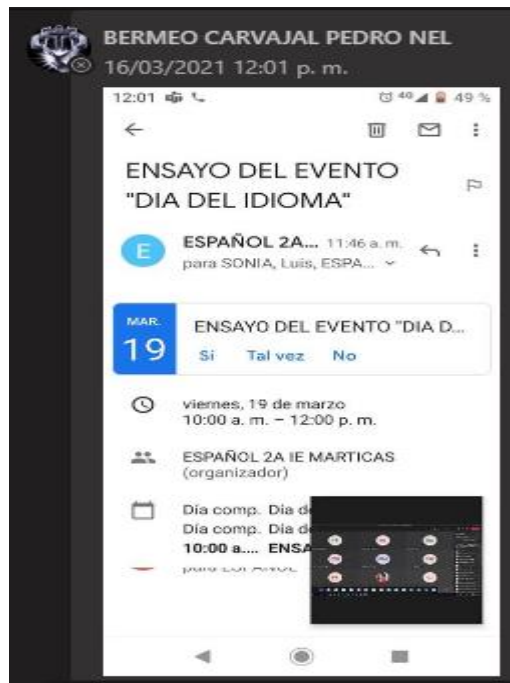 BERMEO CARVAJAL PEDRO NEL
16/03/2021 12:01 p. m.
12:01 49 %
ENSAYO DEL EVENTO
"DIA DEL IDIOMA"
E
ESPAÑOL 2A... 11:46 a. m.
para SONIA, Luis, ESPA...
MAR.
19
ENSAYO DEL EVENTO "DIA D...
Sí Tal vez No
viernes, 19 de marzo
10:00 a. m. – 12:00 p. m.
ESPAÑOL 2A IE MARTICAS
(organizador)
Día comp. Dia d
Día comp. Dia d
10:00 a.... ENSA